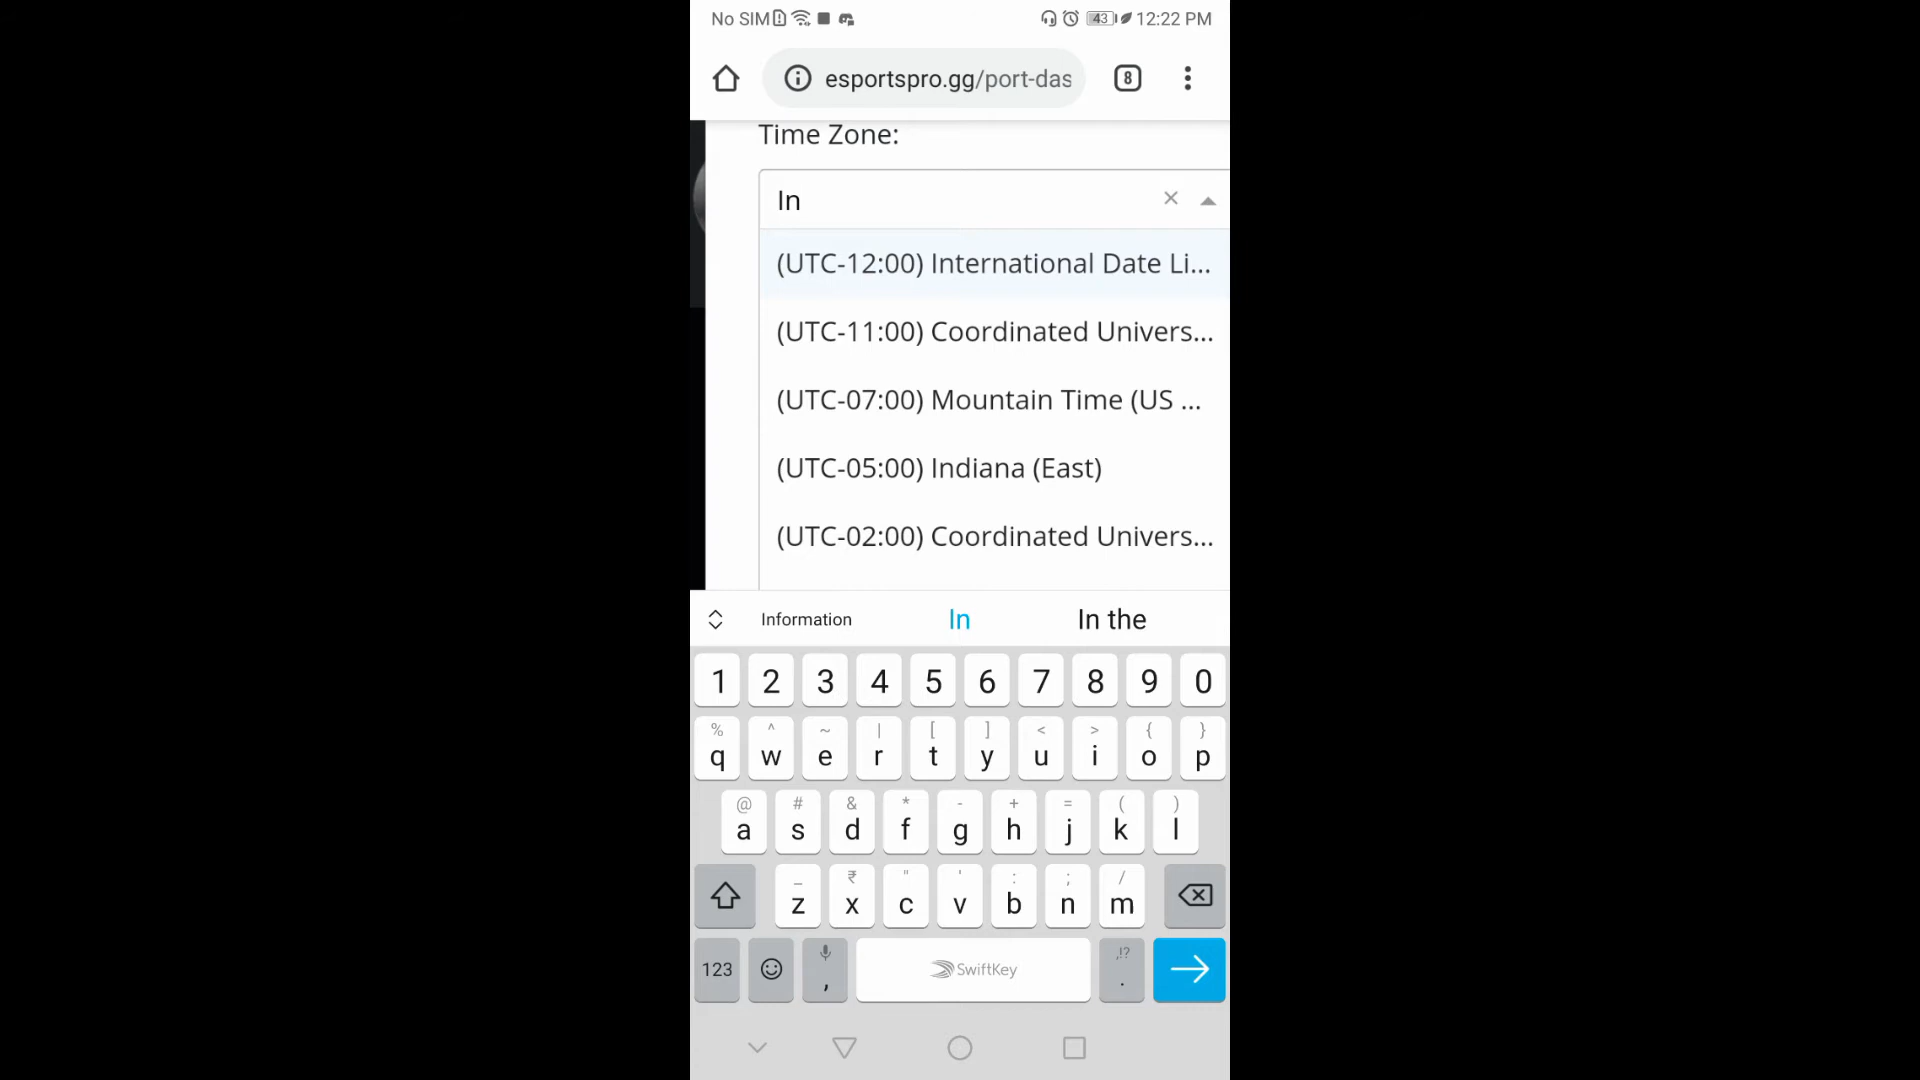 No SIM 43 12:22 PM
esportspro.gg/port-das 8
Time Zone:
In
(UTC-12:00) International Date Li...
(UTC-11:00) Coordinated Univers...
(UTC-07:00) Mountain Time (US ...
(UTC-05:00) Indiana (East)
(UTC-02:00) Coordinated Univers...
Information In In the
1 2 3 4 5 6 7 8 9 0
% ^ ~ | [ ] < > { }
q w e r t y u i o p
@ # & * - + = ( )
a s d f g h j k l
_ ₹ " ' : ; /
z x c v b n m
,!?
123 , SwiftKey .